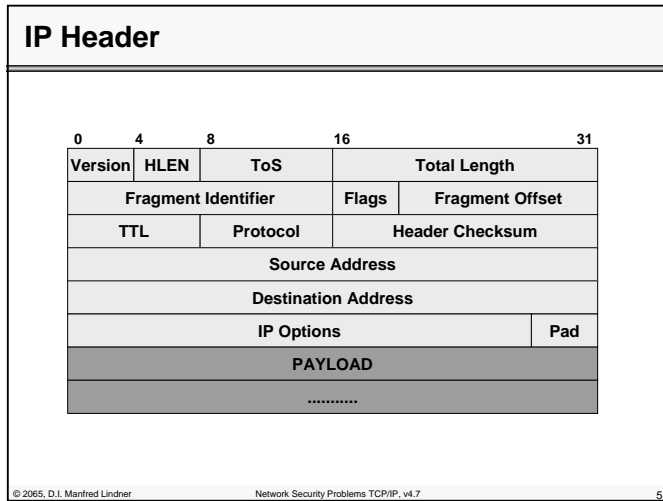 IP Header
0 4 8 16 31
Version HLEN ToS Total Length
Fragment Identifier Flags Fragment Offset
TTL Protocol Header Checksum
Source Address
Destination Address
IP Options Pad
PAYLOAD
...........
© 2065, D.I. Manfred Lindner Network Security Problems TCP/IP, v4.7 5